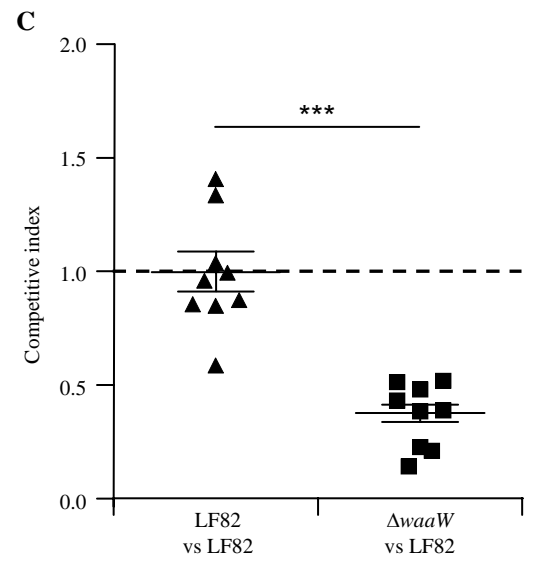 C
2.0
***
1.5
1.0
0.5
0.0
Competitive index
LF82
vs LF82
ΔwaaW
vs LF82